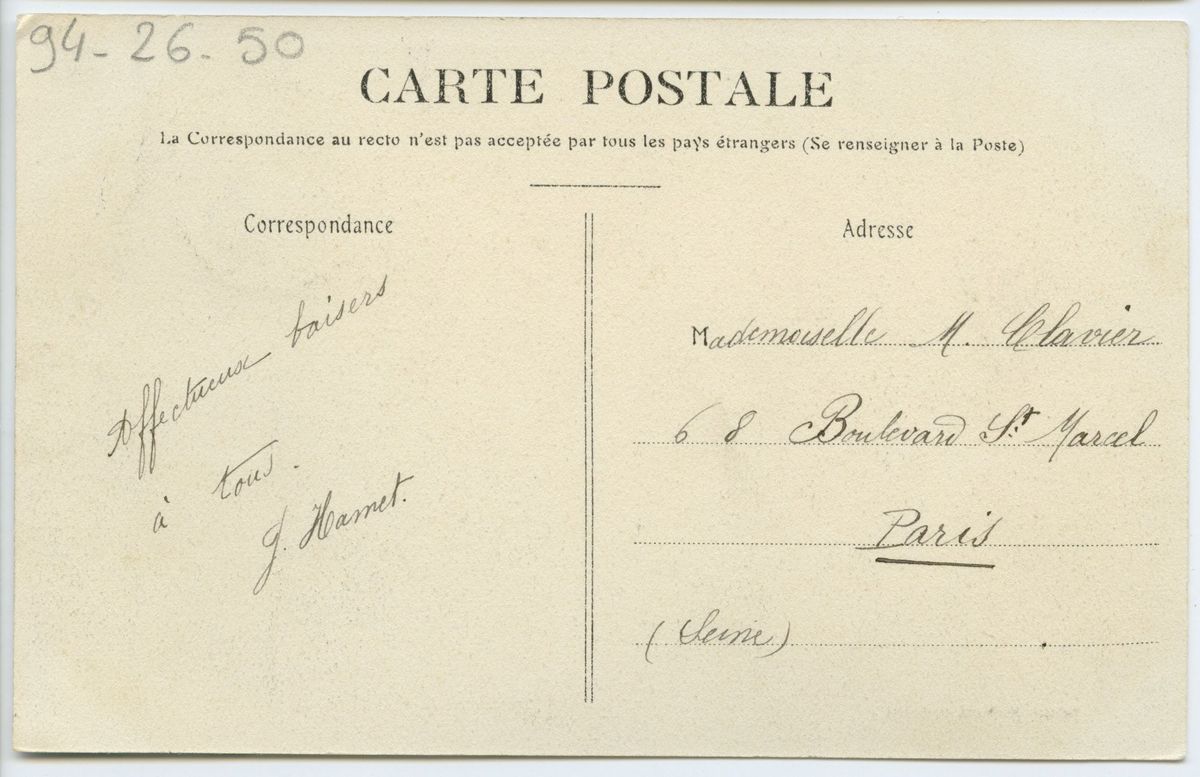 94-26-50
CARTE POSTALE
La Correspondance au recto n'est pas acceptée par tous les pays étrangers (Se renseigner à la Poste)
Correspondance
Affectueux baisers
à tous.
J. Hamet.
Adresse
Mademoiselle M. Clavier
68 Boulevard St. Marcel
Paris
(Seine)